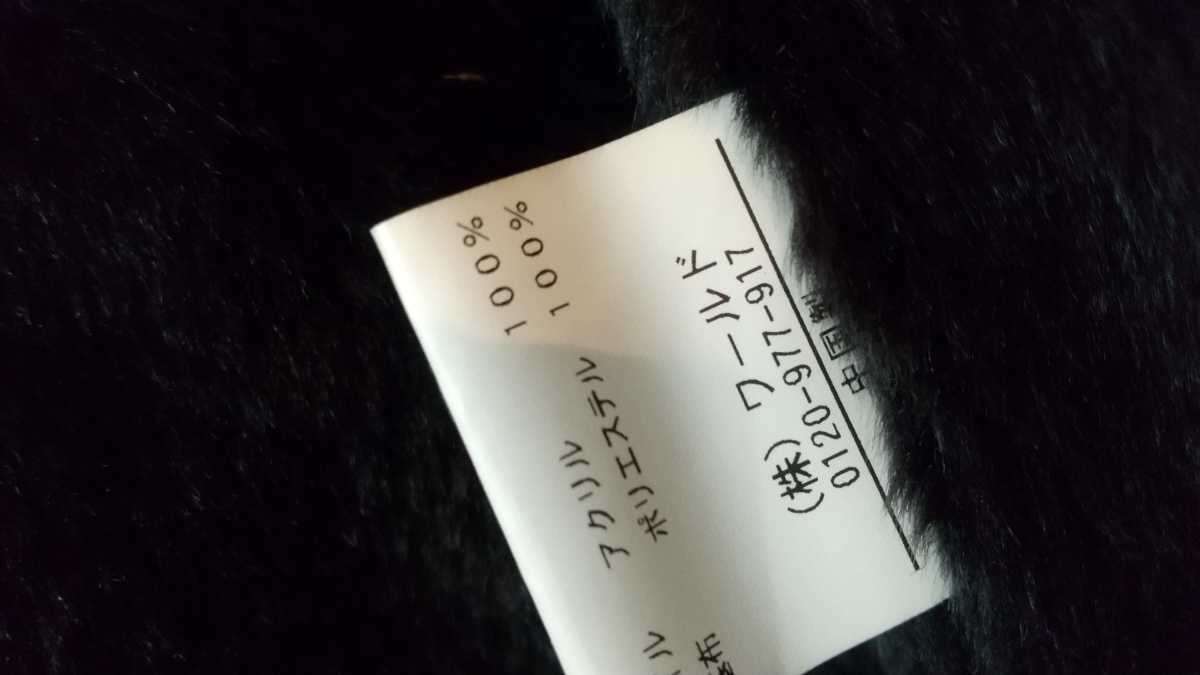 アクリル 100%
ポリエステル 100%
(株) ワールド
0120-977-917
中国製